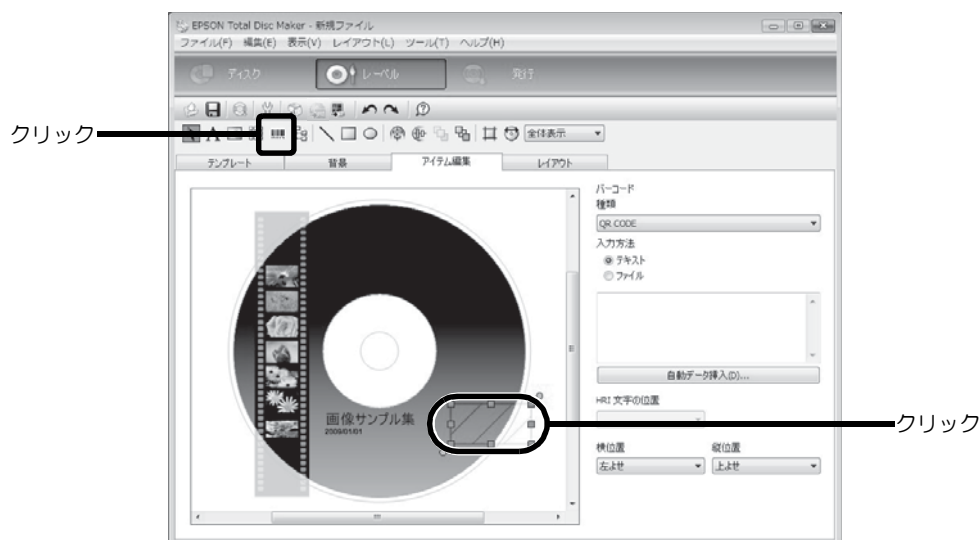 EPSON Total Disc Maker - 新規ファイル
ファイル(F) 編集(E) 表示(V) レイアウト(L) ツール(T) ヘルプ(H)
ディスク レーベル 発行
クリック
全体表示
テンプレート 背景 アイテム編集 レイアウト
バーコード
種類
QR CODE
入力方法
テキスト
ファイル
自動データ挿入(D)...
HRI 文字の位置
画像サンプル集
2009/01/01
クリック
横位置 縦位置
左よせ 上よせ